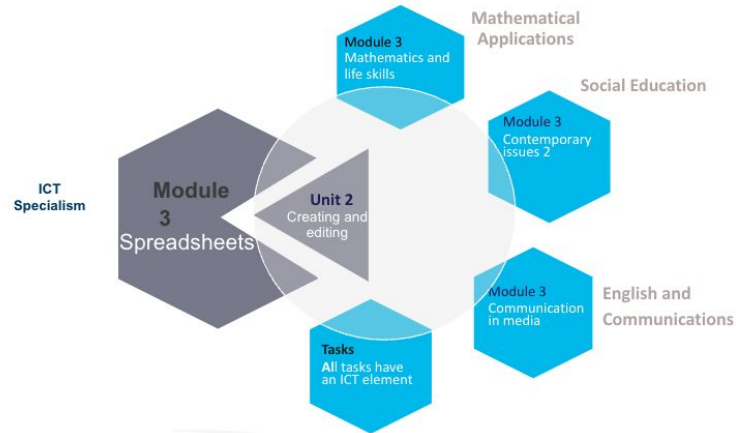 Mathematical
Applications
Module 3
Mathematics and
life skills
Social Education
Module 3
Contemporary
issues 2
ICT
Specialism
Module
3
Spreadsheets
Unit 2
Creating and
editing
Module 3
Communication
in media
English and
Communications
Tasks
All tasks have
an ICT element